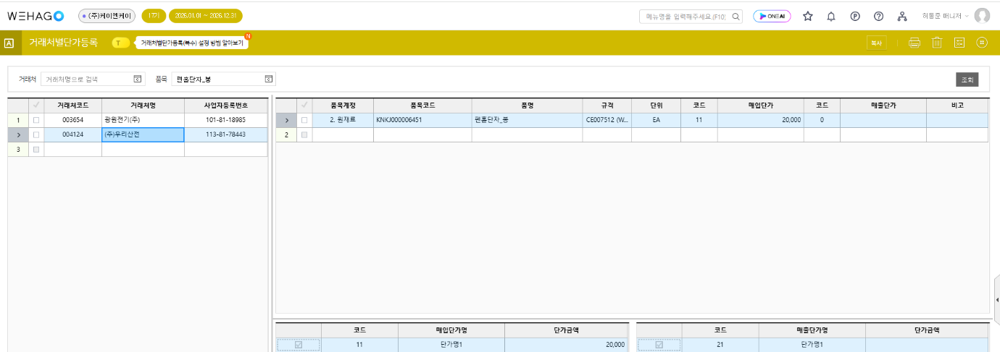 WEHAGO (주)케이엔케이 17기 2026.01.01 ~ 2026.12.31 메뉴명을 입력해주세요.(F10) ONE AI 허동준 매니저
A 거래처별단가등록 T 거래처별단가등록(복수) 설정 방법 알아보기 N 복사
거래처 거래처명으로 검색 품목 펜홀단자_봉 조회
거래처코드 거래처명 사업자등록번호
1 003654 광원전기(주) 101-81-18985
> 004124 (주)우리산전 113-81-78443
3
품목계정 품목코드 품명 규격 단위 코드 매입단가 코드 매출단가 비고
> 2. 원재료 KNKJ000006451 펜홀단자_봉 CE007512 (W... EA 11 20,000 0
2
코드 매입단가명 단가금액
11 단가명1 20,000
코드 매출단가명 단가금액
21 단가명1